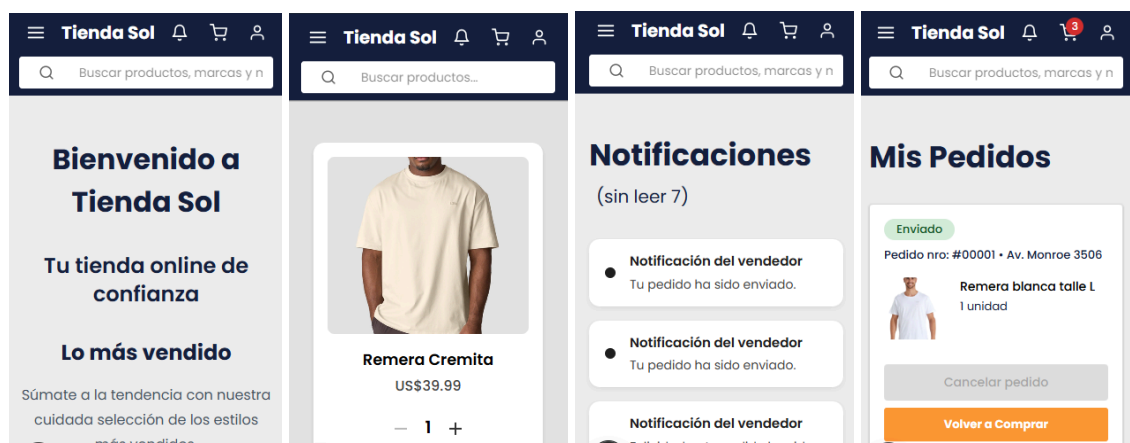 Tienda Sol
Buscar productos, marcas y n
Bienvenido a
Tienda Sol
Tu tienda online de
confianza
Lo más vendido
Súmate a la tendencia con nuestra
cuidada selección de los estilos
más vendidos
Tienda Sol
Buscar productos...
Remera Cremita
US$39.99
— 1 +
Tienda Sol
Buscar productos, marcas y n
Notificaciones
(sin leer 7)
Notificación del vendedor
Tu pedido ha sido enviado.
Notificación del vendedor
Tu pedido ha sido enviado.
Notificación del vendedor
Tienda Sol
3
Buscar productos, marcas y n
Mis Pedidos
Enviado
Pedido nro: #00001 • Av. Monroe 3506
Remera blanca talle L
1 unidad
Cancelar pedido
Volver a Comprar